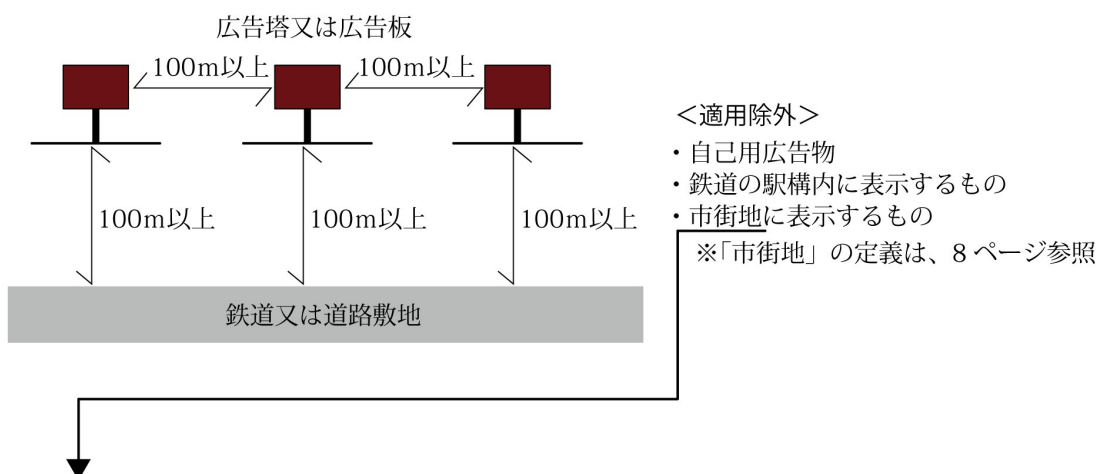 広告塔又は広告板
100m以上
100m以上
100m以上
100m以上
100m以上
鉄道又は道路敷地
＜適用除外＞
・自己用広告物
・鉄道の駅構内に表示するもの
・市街地に表示するもの
※「市街地」の定義は、8ページ参照